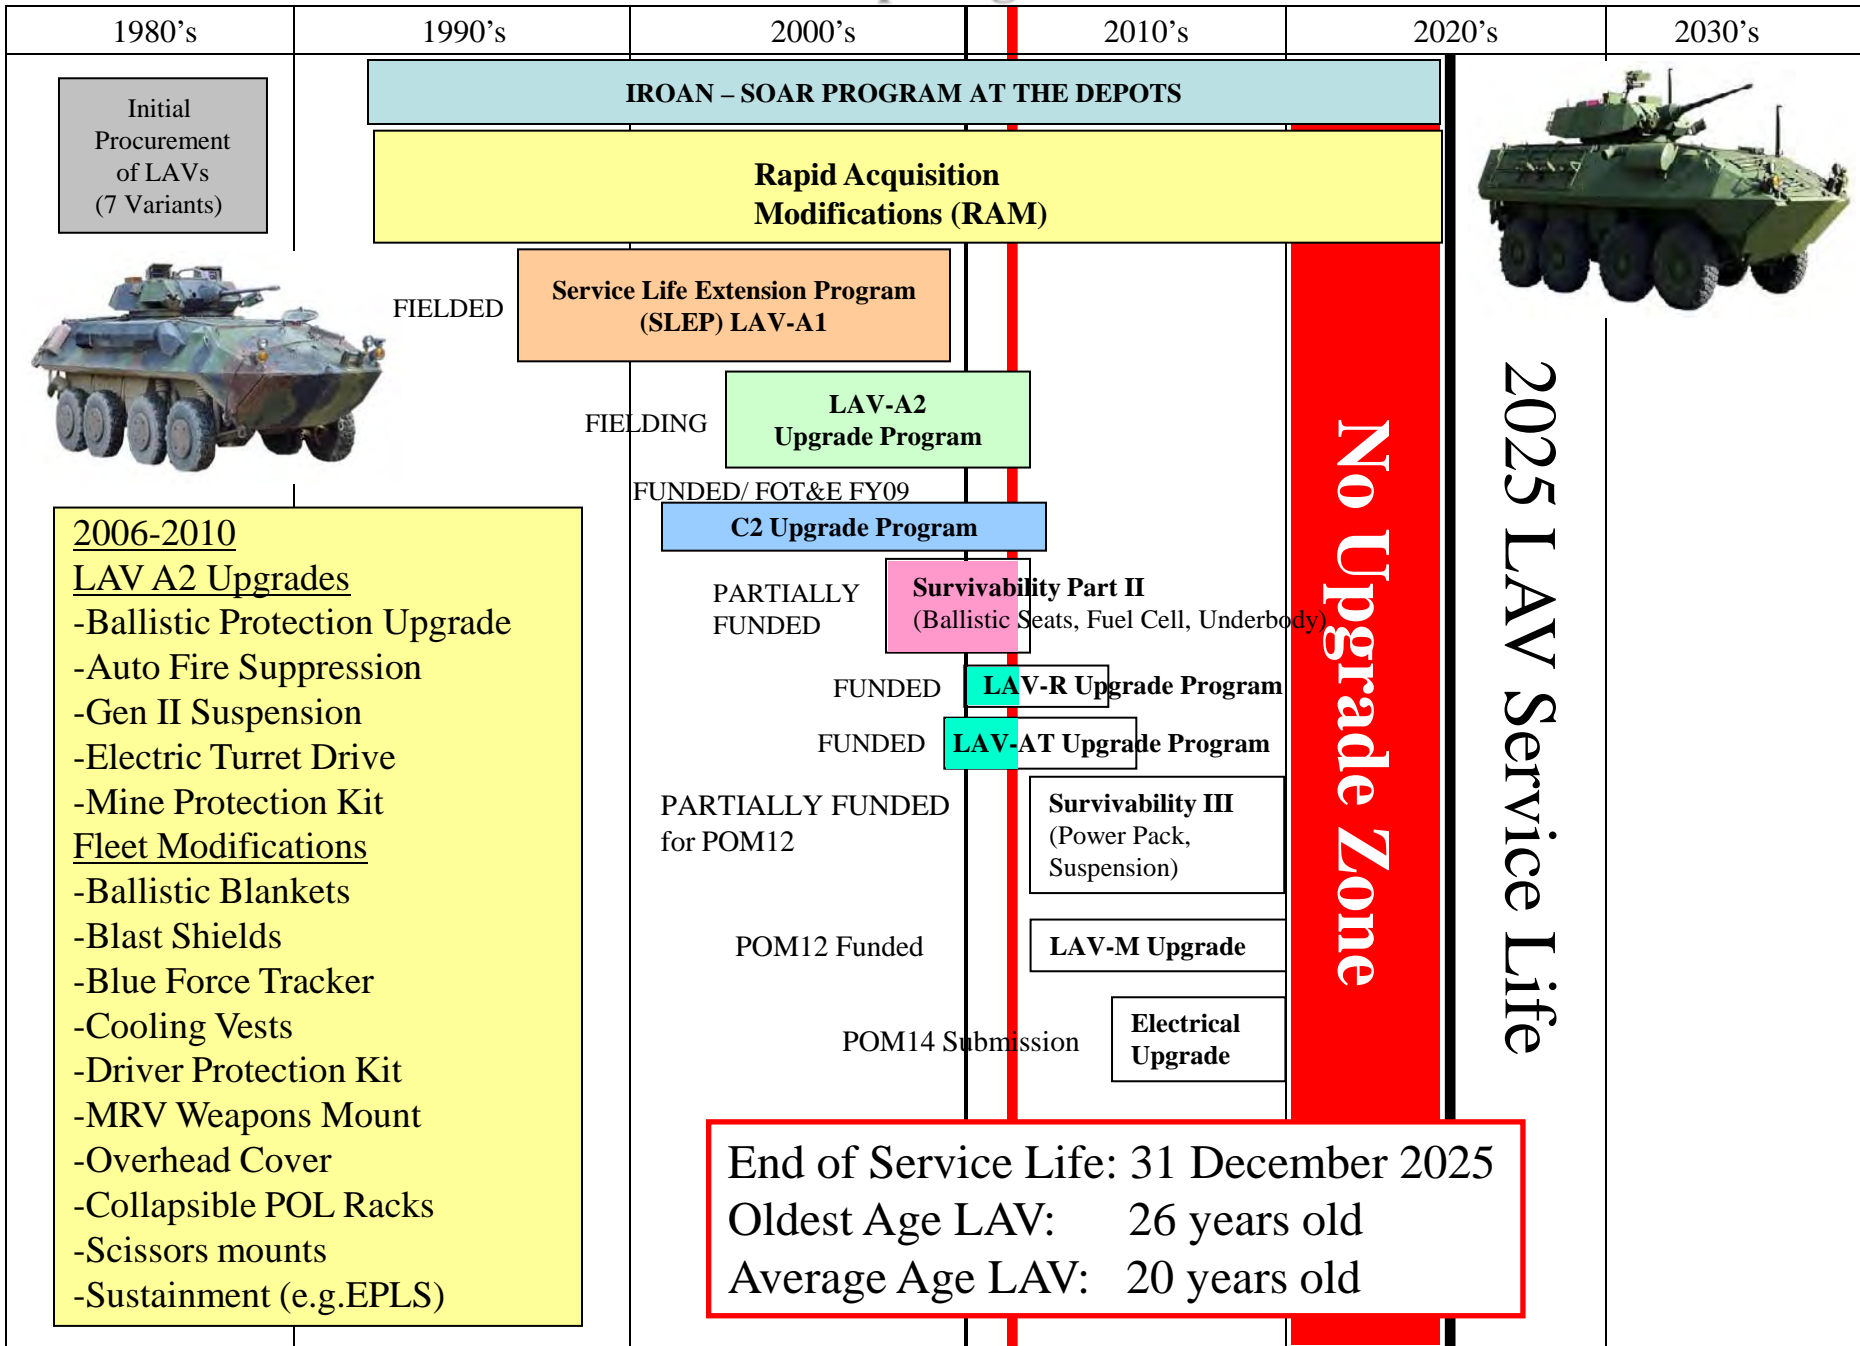 1980’s 1990’s 2000’s 2010’s 2020’s 2030’s
IROAN – SOAR PROGRAM AT THE DEPOTS
Initial
Procurement
of LAVs
(7 Variants)
Rapid Acquisition
Modifications (RAM)
FIELDED
Service Life Extension Program
(SLEP) LAV-A1
FIELDING
LAV-A2
Upgrade Program
FUNDED/ FOT&E FY09
C2 Upgrade Program
PARTIALLY
FUNDED
Survivability Part II
(Ballistic Seats, Fuel Cell, Underbody)
FUNDED
LAV-R Upgrade Program
FUNDED
LAV-AT Upgrade Program
PARTIALLY FUNDED
for POM12
Survivability III
(Power Pack,
Suspension)
POM12 Funded
LAV-M Upgrade
POM14 Submission
Electrical
Upgrade
No Upgrade Zone
2025 LAV Service Life
2006-2010
LAV A2 Upgrades
-Ballistic Protection Upgrade
-Auto Fire Suppression
-Gen II Suspension
-Electric Turret Drive
-Mine Protection Kit
Fleet Modifications
-Ballistic Blankets
-Blast Shields
-Blue Force Tracker
-Cooling Vests
-Driver Protection Kit
-MRV Weapons Mount
-Overhead Cover
-Collapsible POL Racks
-Scissors mounts
-Sustainment (e.g.EPLS)
End of Service Life: 31 December 2025
Oldest Age LAV: 26 years old
Average Age LAV: 20 years old